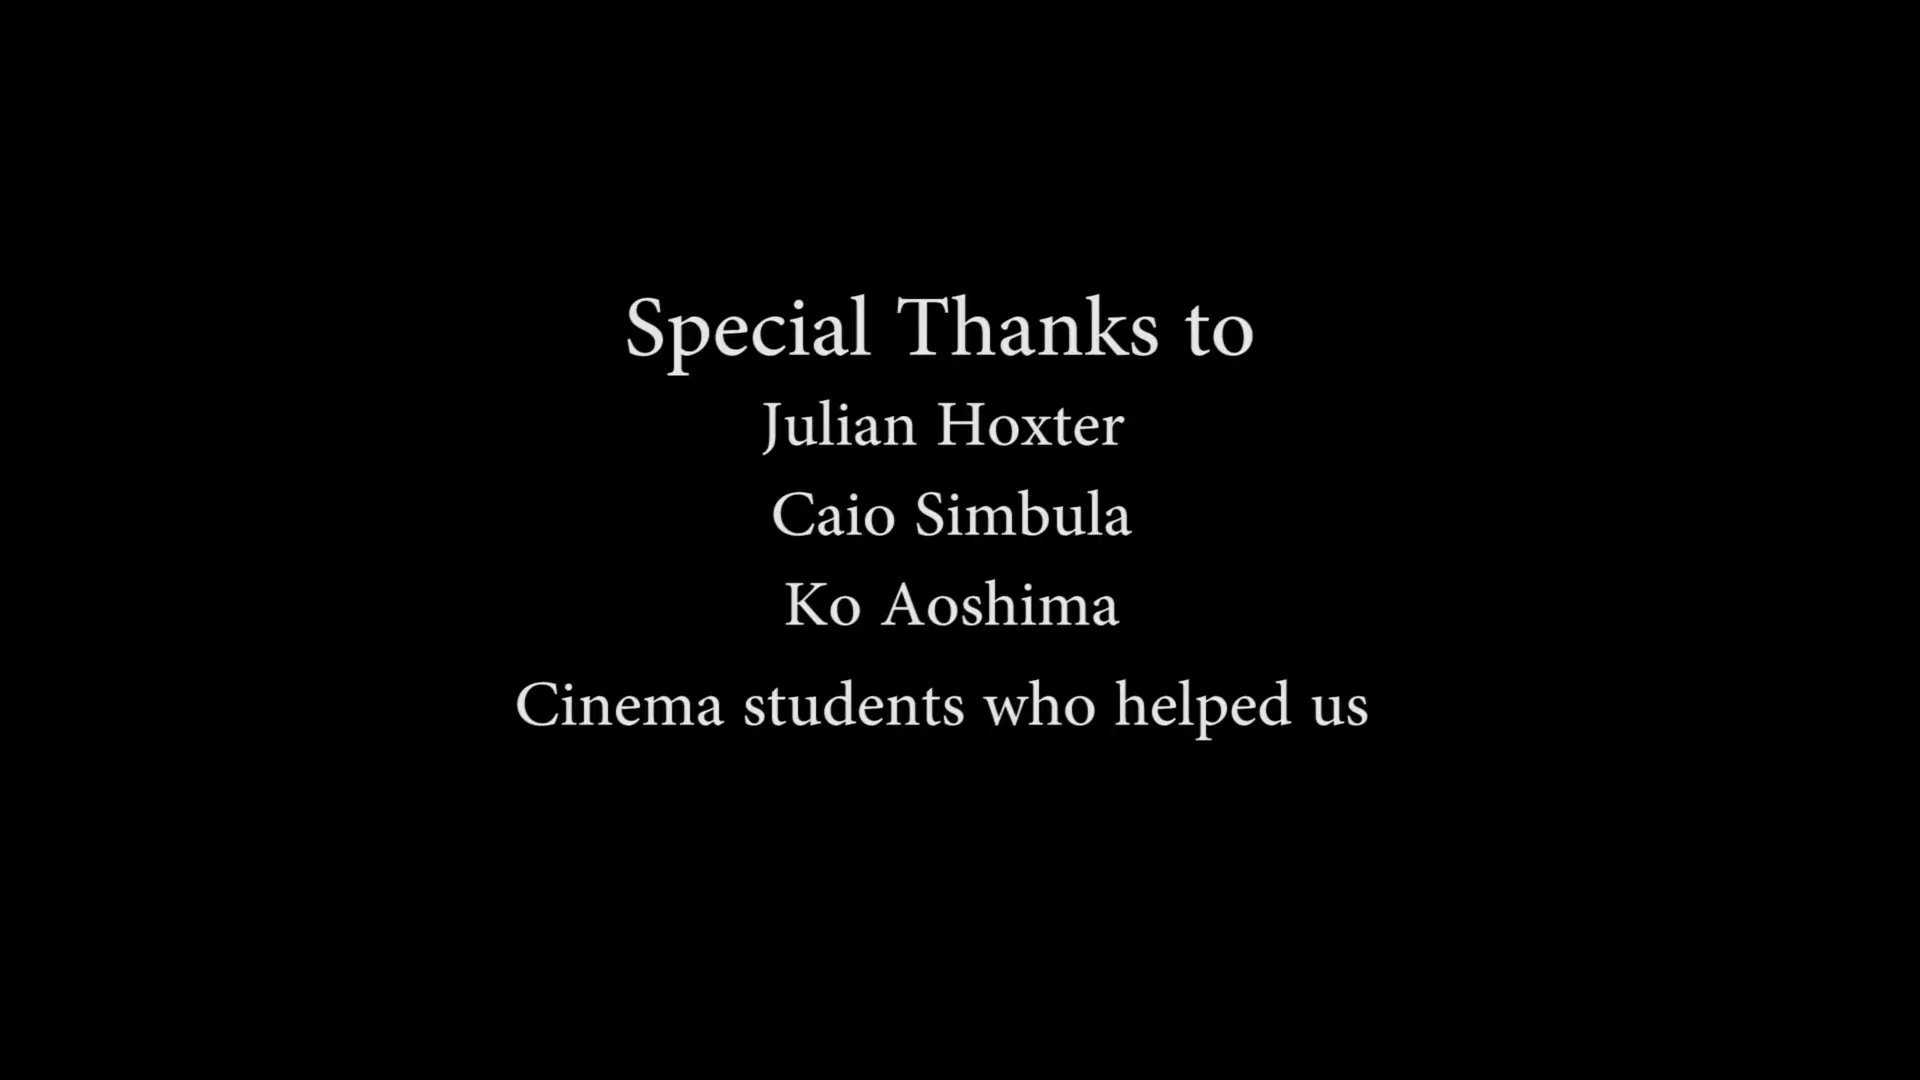 Special Thanks to
Julian Hoxter
Caio Simbula
Ko Aoshima
Cinema students who helped us